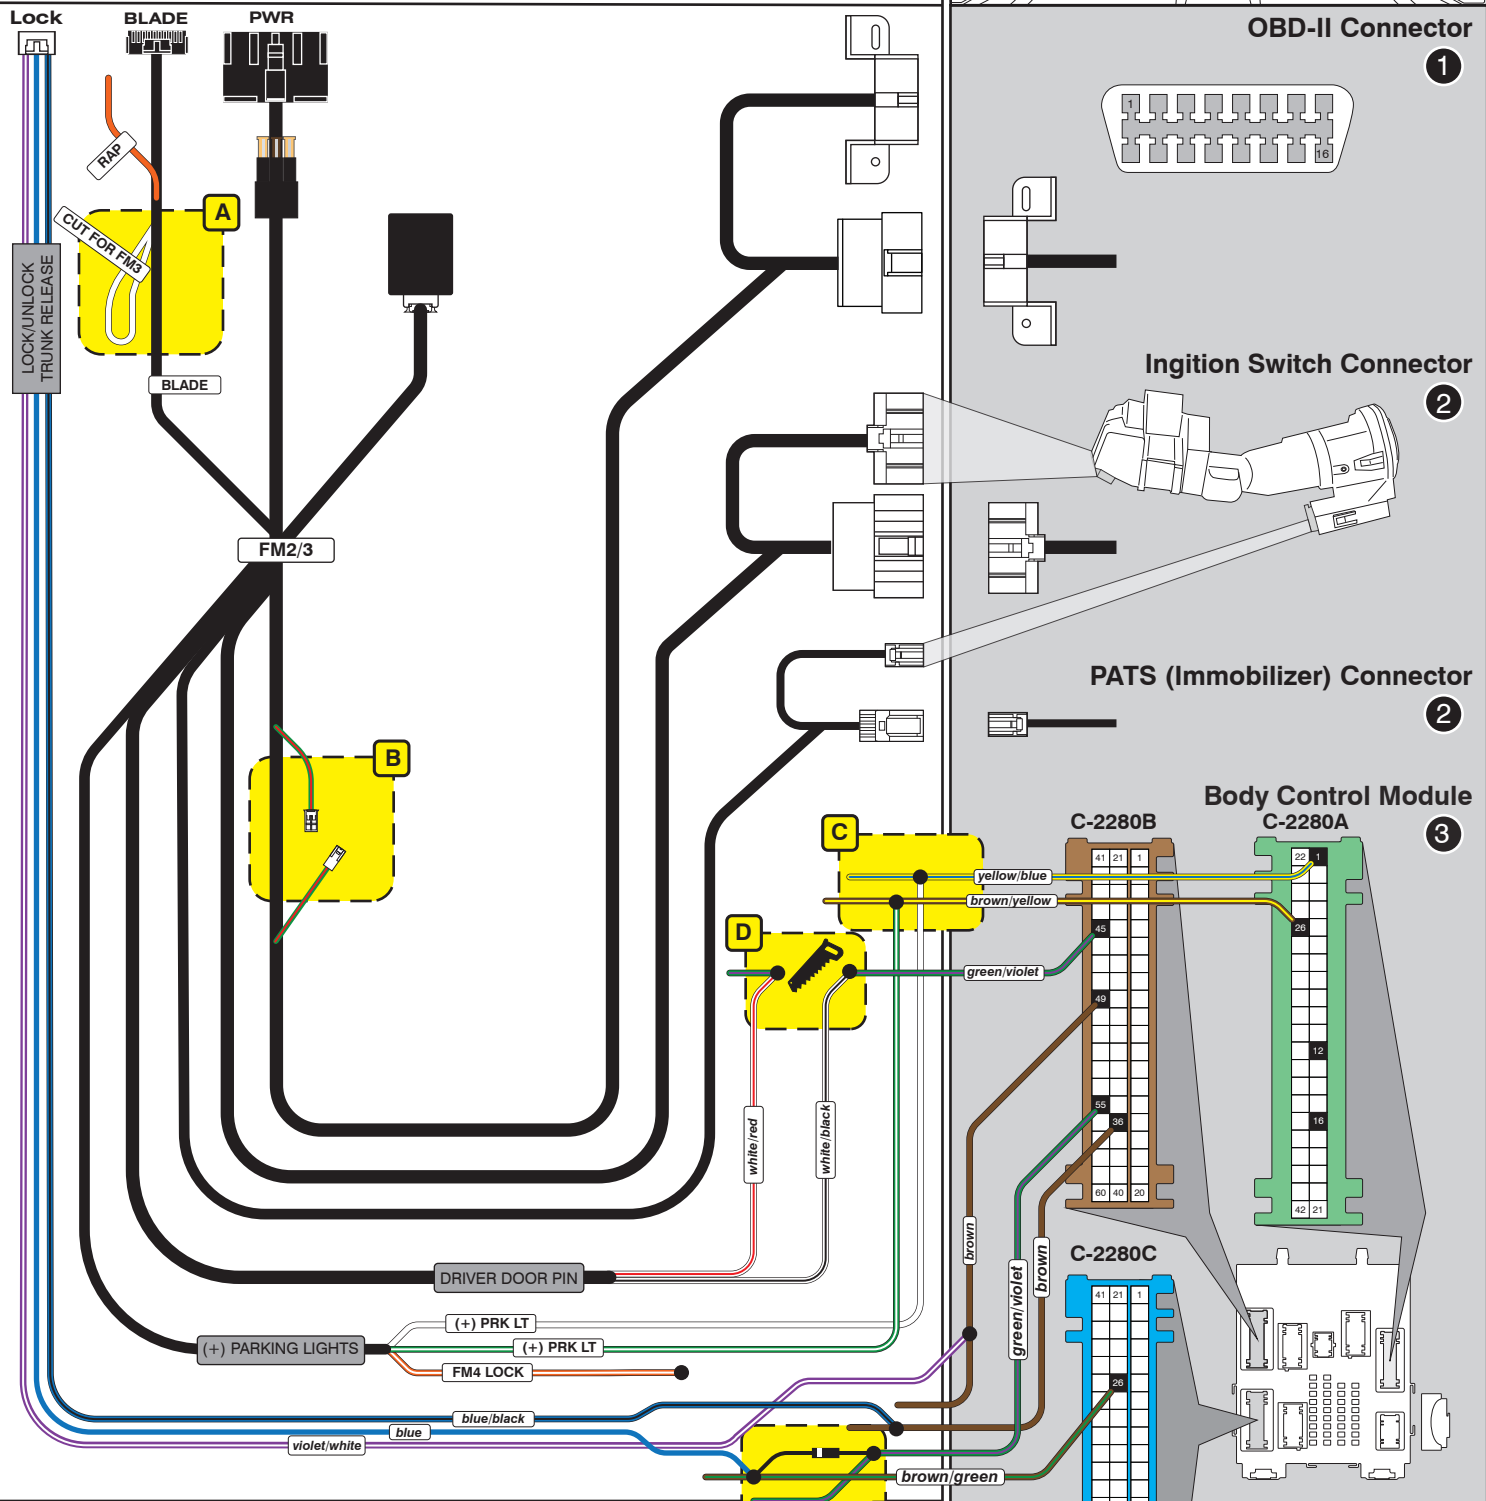 Lock
BLADE
PWR
OBD-II Connector
1
1
16
RAP
A
CUT FOR FM3
LOCK/UNLOCK
TRUNK RELEASE
BLADE
Ingition Switch Connector
2
FM2/3
PATS (Immobilizer) Connector
2
B
Body Control Module
3
C-2280B
C-2280A
C
41 21 1
22 1
yellow/blue
brown/yellow
D
45
26
green/violet
49
12
55
36
16
white/red
white/black
60 40 20
42 21
brown
green/violet
brown
C-2280C
DRIVER DOOR PIN
41 21 1
(+) PRK LT
(+) PARKING LIGHTS
(+) PRK LT
FM4 LOCK
26
blue/black
blue
violet/white
brown/green